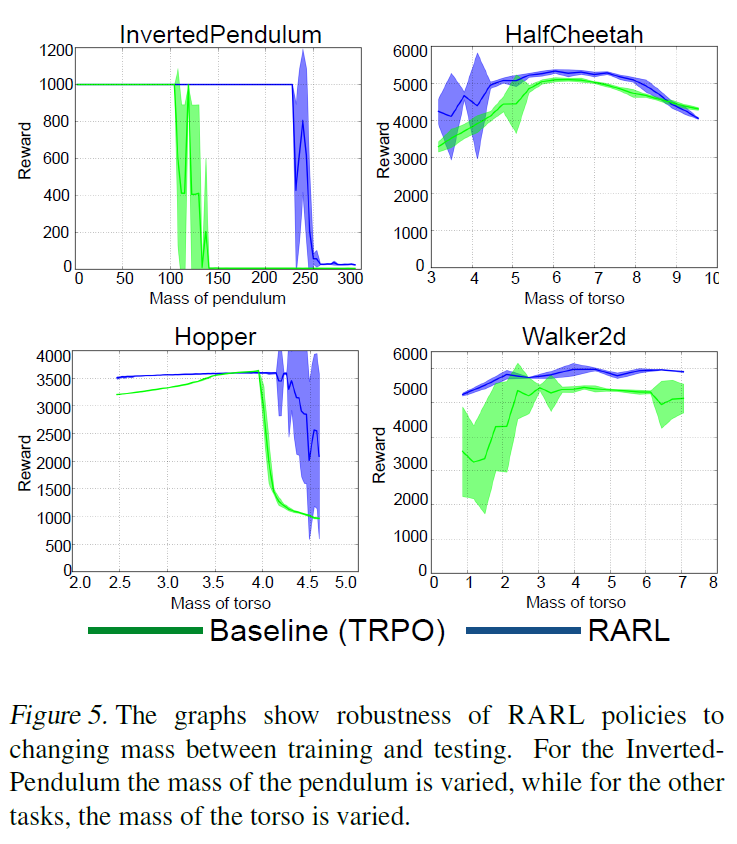 InvertedPendulum
1200
1000
800
600
400
200
0
Reward
0 50 100 150 200 250 300
Mass of pendulum
HalfCheetah
6000
5000
4000
3000
2000
1000
0
Reward
3 4 5 6 7 8 9 10
Mass of torso
Hopper
4000
3500
3000
2500
2000
1500
1000
500
0
Reward
2.0 2.5 3.0 3.5 4.0 4.5 5.0
Mass of torso
Walker2d
6000
5000
4000
3000
2000
1000
0
Reward
0 1 2 3 4 5 6 7 8
Mass of torso
Baseline (TRPO) RARL
Figure 5. The graphs show robustness of RARL policies to
changing mass between training and testing. For the Inverted-
Pendulum the mass of the pendulum is varied, while for the other
tasks, the mass of the torso is varied.